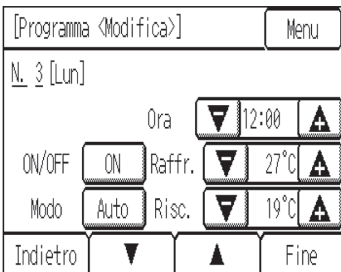 [Programma <Modifica>] Menu
N. 3 [Lun]
Ora 12:00
ON/OFF ON Raffr. 27°C
Modo Auto Risc. 19°C
Indietro Fine